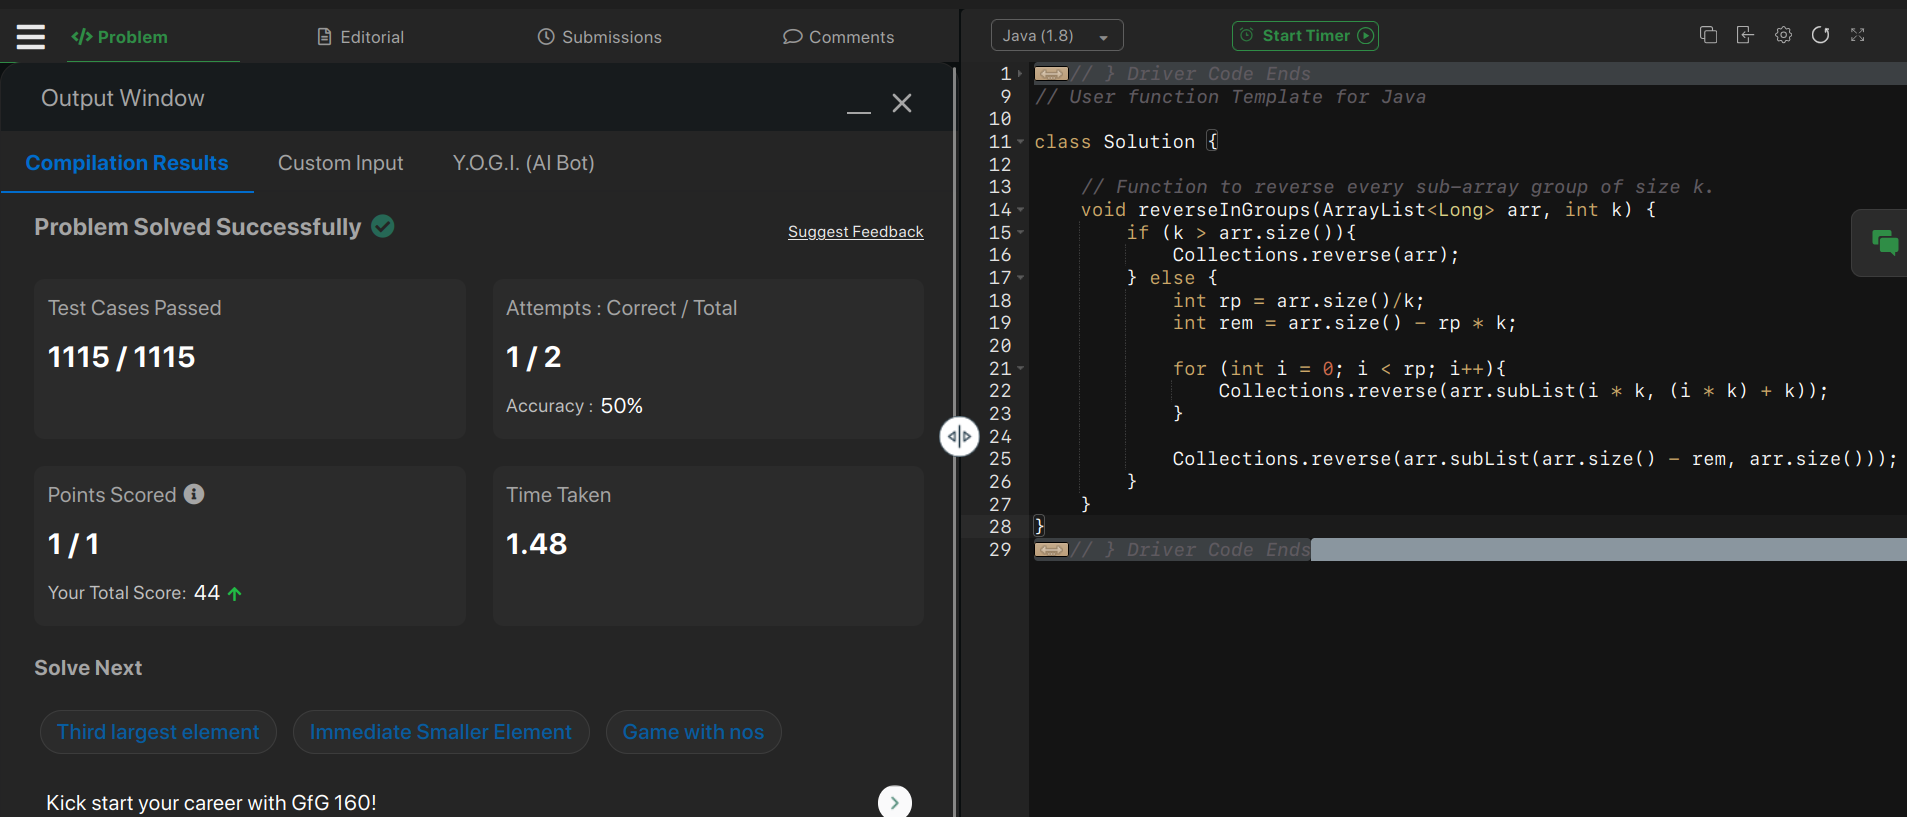 Problem
Editorial
Submissions
Comments
Output Window
Compilation Results
Custom Input
Y.O.G.I. (AI Bot)
Problem Solved Successfully
Suggest Feedback
Test Cases Passed
1115 / 1115
Attempts : Correct / Total
1 / 2
Accuracy : 50%
Points Scored
1 / 1
Your Total Score: 44
Time Taken
1.48
Solve Next
Third largest element
Immediate Smaller Element
Game with nos
Kick start your career with GfG 160!
Java (1.8)
Start Timer
1 // } Driver Code Ends
9 // User function Template for Java
10
11 class Solution {
12
13 // Function to reverse every sub-array group of size k.
14 void reverseInGroups(ArrayList<Long> arr, int k) {
15 if (k > arr.size()){
16 Collections.reverse(arr);
17 } else {
18 int rp = arr.size()/k;
19 int rem = arr.size() - rp * k;
20
21 for (int i = 0; i < rp; i++){
22 Collections.reverse(arr.subList(i * k, (i * k) + k));
23 }
24
25 Collections.reverse(arr.subList(arr.size() - rem, arr.size()));
26 }
27 }
28 }
29 // } Driver Code Ends